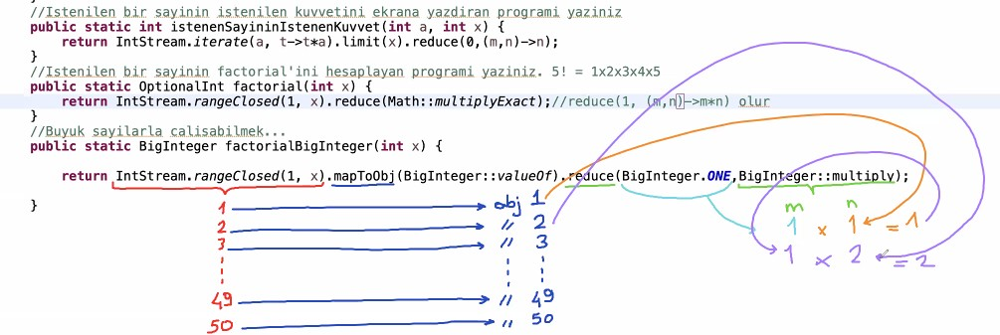 //Istenilen bir sayinin istenilen kuvvetini ekrana yazdiran programi yaziniz
public static int istenenSayininIstenenKuvvet(int a, int x) {
return IntStream.iterate(a, t->t*a).limit(x).reduce(0,(m,n)->n);
}
//Istenilen bir sayinin factorial'ini hesaplayan programi yaziniz. 5! = 1x2x3x4x5
public static OptionalInt factorial(int x) {
return IntStream.rangeClosed(1, x).reduce(Math::multiplyExact);//reduce(1, (m,n)->m*n) olur
}
//Buyuk sayilarla calisabilmek...
public static BigInteger factorialBigInteger(int x) {
return IntStream.rangeClosed(1, x).mapToObj(BigInteger::valueOf).reduce(BigInteger.ONE,BigInteger::multiply);
}
1 obj 1
2 " 2
3 " 3
49 " 49
50 " 50
m n
1 x 1 = 1
1 x 2 = 2